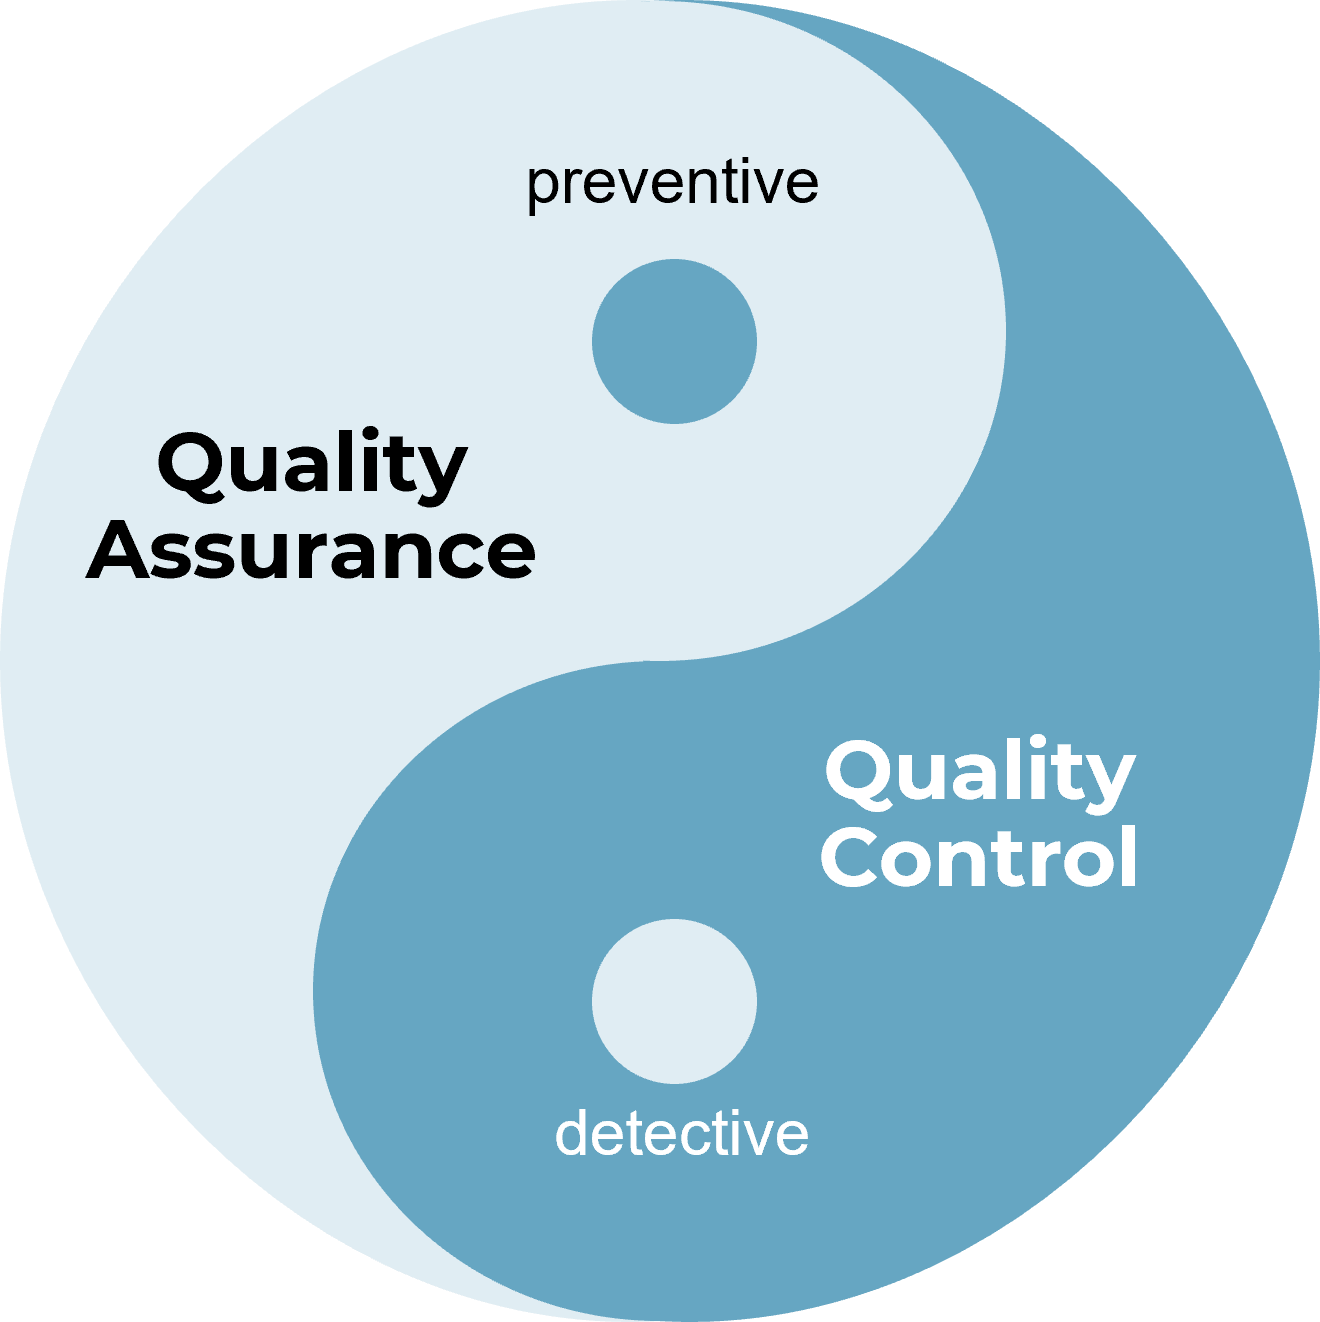 preventive
Quality
Assurance
Quality
Control
detective